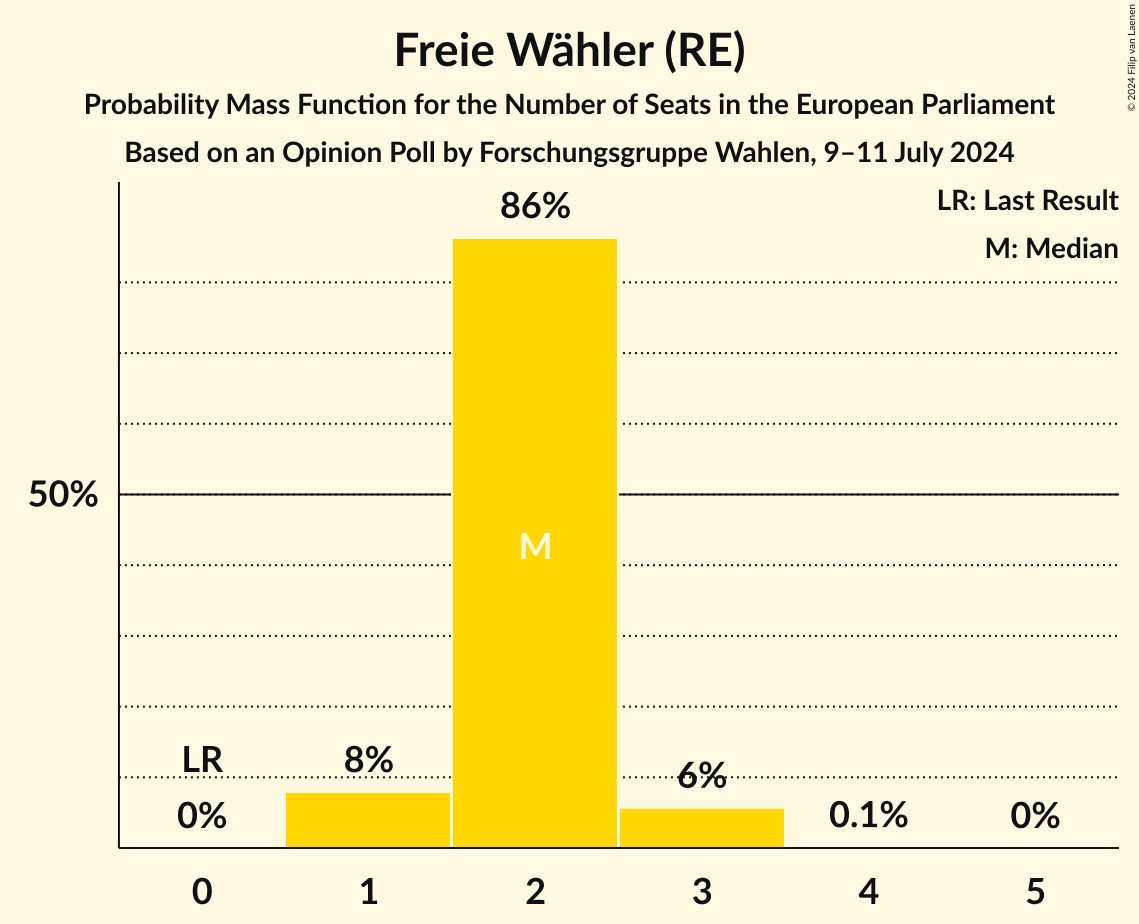 Freie Wähler (RE)
Probability Mass Function for the Number of Seats in the European Parliament
Based on an Opinion Poll by Forschungsgruppe Wahlen, 9–11 July 2024
© 2024 Filip van Laenen
LR: Last Result
M: Median
86%
50%
M
LR
8%
6%
0%
0.1%
0%
0
1
2
3
4
5